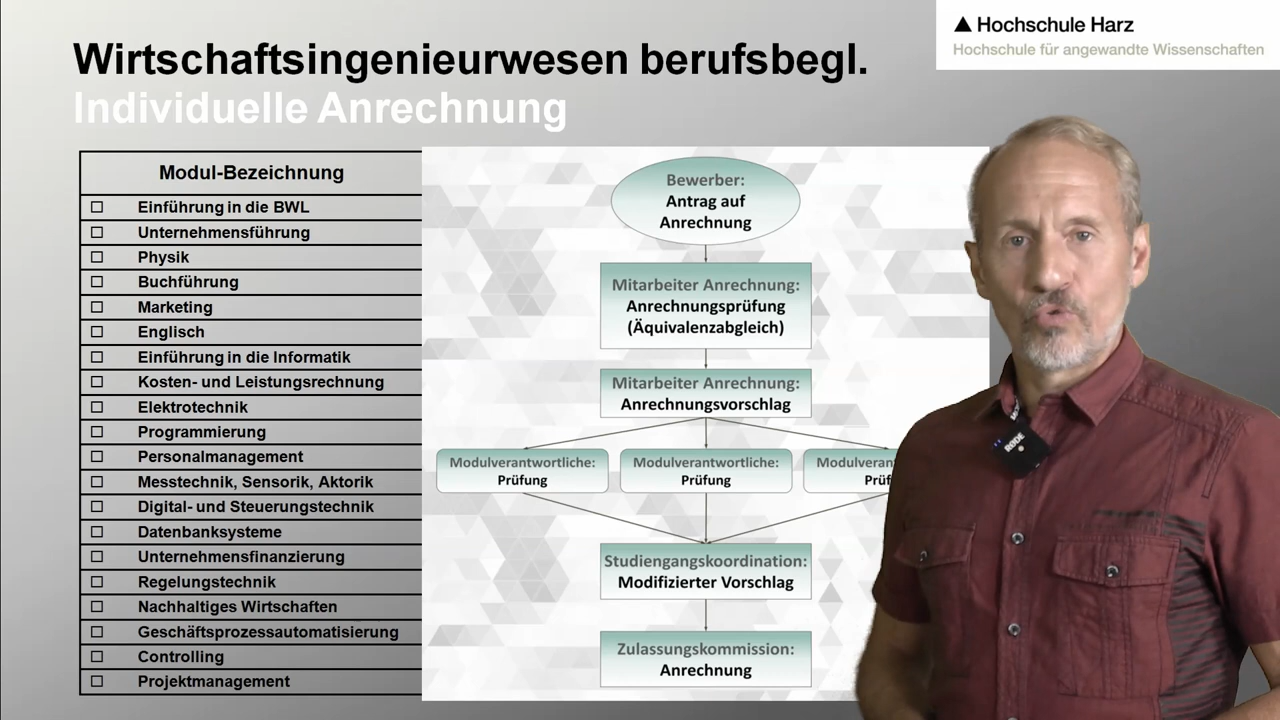 Wirtschaftsingenieurwesen berufsbegl.
Individuelle Anrechnung
▲ Hochschule Harz
Hochschule für angewandte Wissenschaften
Modul-Bezeichnung
☐ Einführung in die BWL
☐ Unternehmensführung
☐ Physik
☐ Buchführung
☐ Marketing
☐ Englisch
☐ Einführung in die Informatik
☐ Kosten- und Leistungsrechnung
☐ Elektrotechnik
☐ Programmierung
☐ Personalmanagement
☐ Messtechnik, Sensorik, Aktorik
☐ Digital- und Steuerungstechnik
☐ Datenbanksysteme
☐ Unternehmensfinanzierung
☐ Regelungstechnik
☐ Nachhaltiges Wirtschaften
☐ Geschäftsprozessautomatisierung
☐ Controlling
☐ Projektmanagement
Bewerber:
Antrag auf
Anrechnung
Mitarbeiter Anrechnung:
Anrechnungsprüfung
(Äquivalenzabgleich)
Mitarbeiter Anrechnung:
Anrechnungsvorschlag
Modulverantwortliche:
Prüfung
Modulverantwortliche:
Prüfung
Modulveran
Prüf
Studiengangskoordination:
Modifizierter Vorschlag
Zulassungskommission:
Anrechnung
RØDE